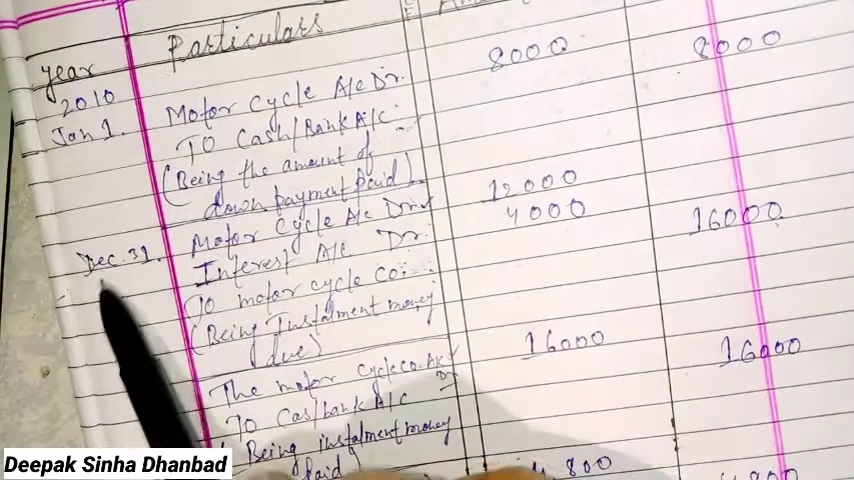 year Particulars
2010 8000 8000
Jan 1. Motor Cycle A/c Dr.
TO Cash/Bank A/c
(Being the amount of
down payment paid)
Motor Cycle A/c Dr. 12000
Dec. 31. Interest A/c Dr. 4000 16000
To motor cycle co.
(Being Instalment money
due)
The motor cycle co. A/c 16000 16000
Dr
TO Cas/bank A/c
Being instalment money
paid 800
Deepak Sinha Dhanbad